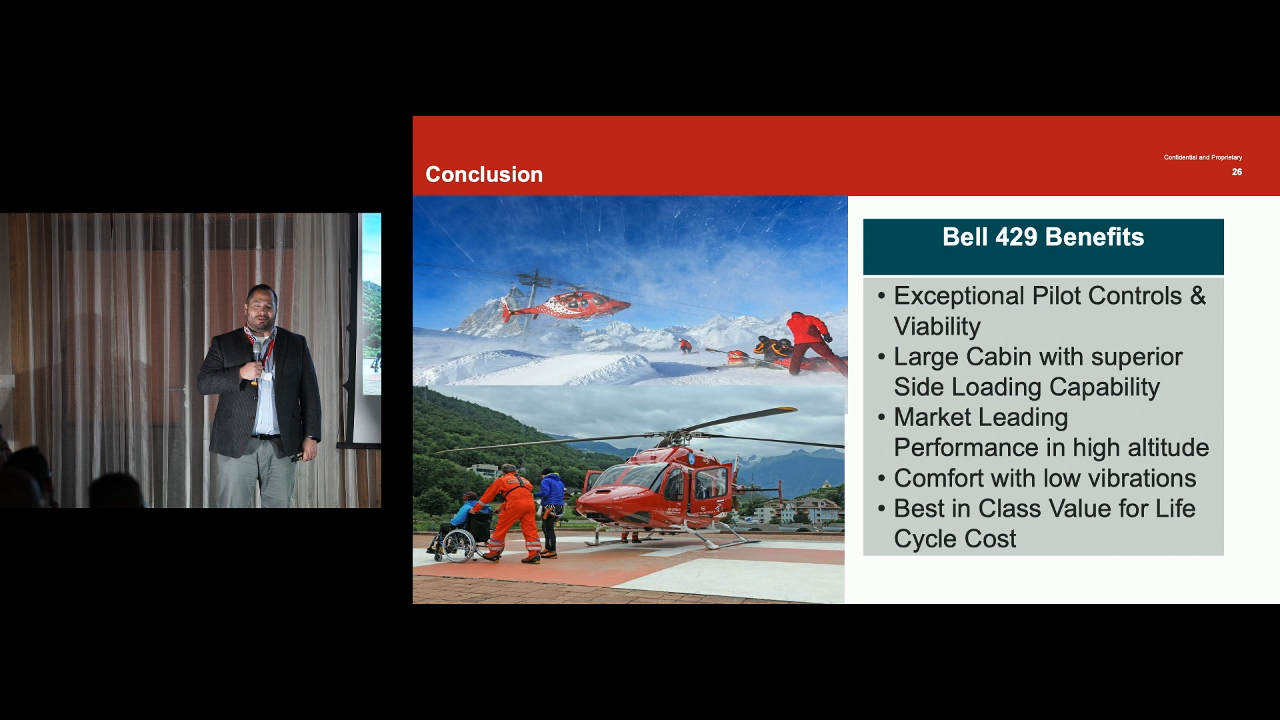 Confidential and Proprietary
Conclusion
26
Bell 429 Benefits
• Exceptional Pilot Controls &
Viability
• Large Cabin with superior
Side Loading Capability
• Market Leading
Performance in high altitude
• Comfort with low vibrations
• Best in Class Value for Life
Cycle Cost